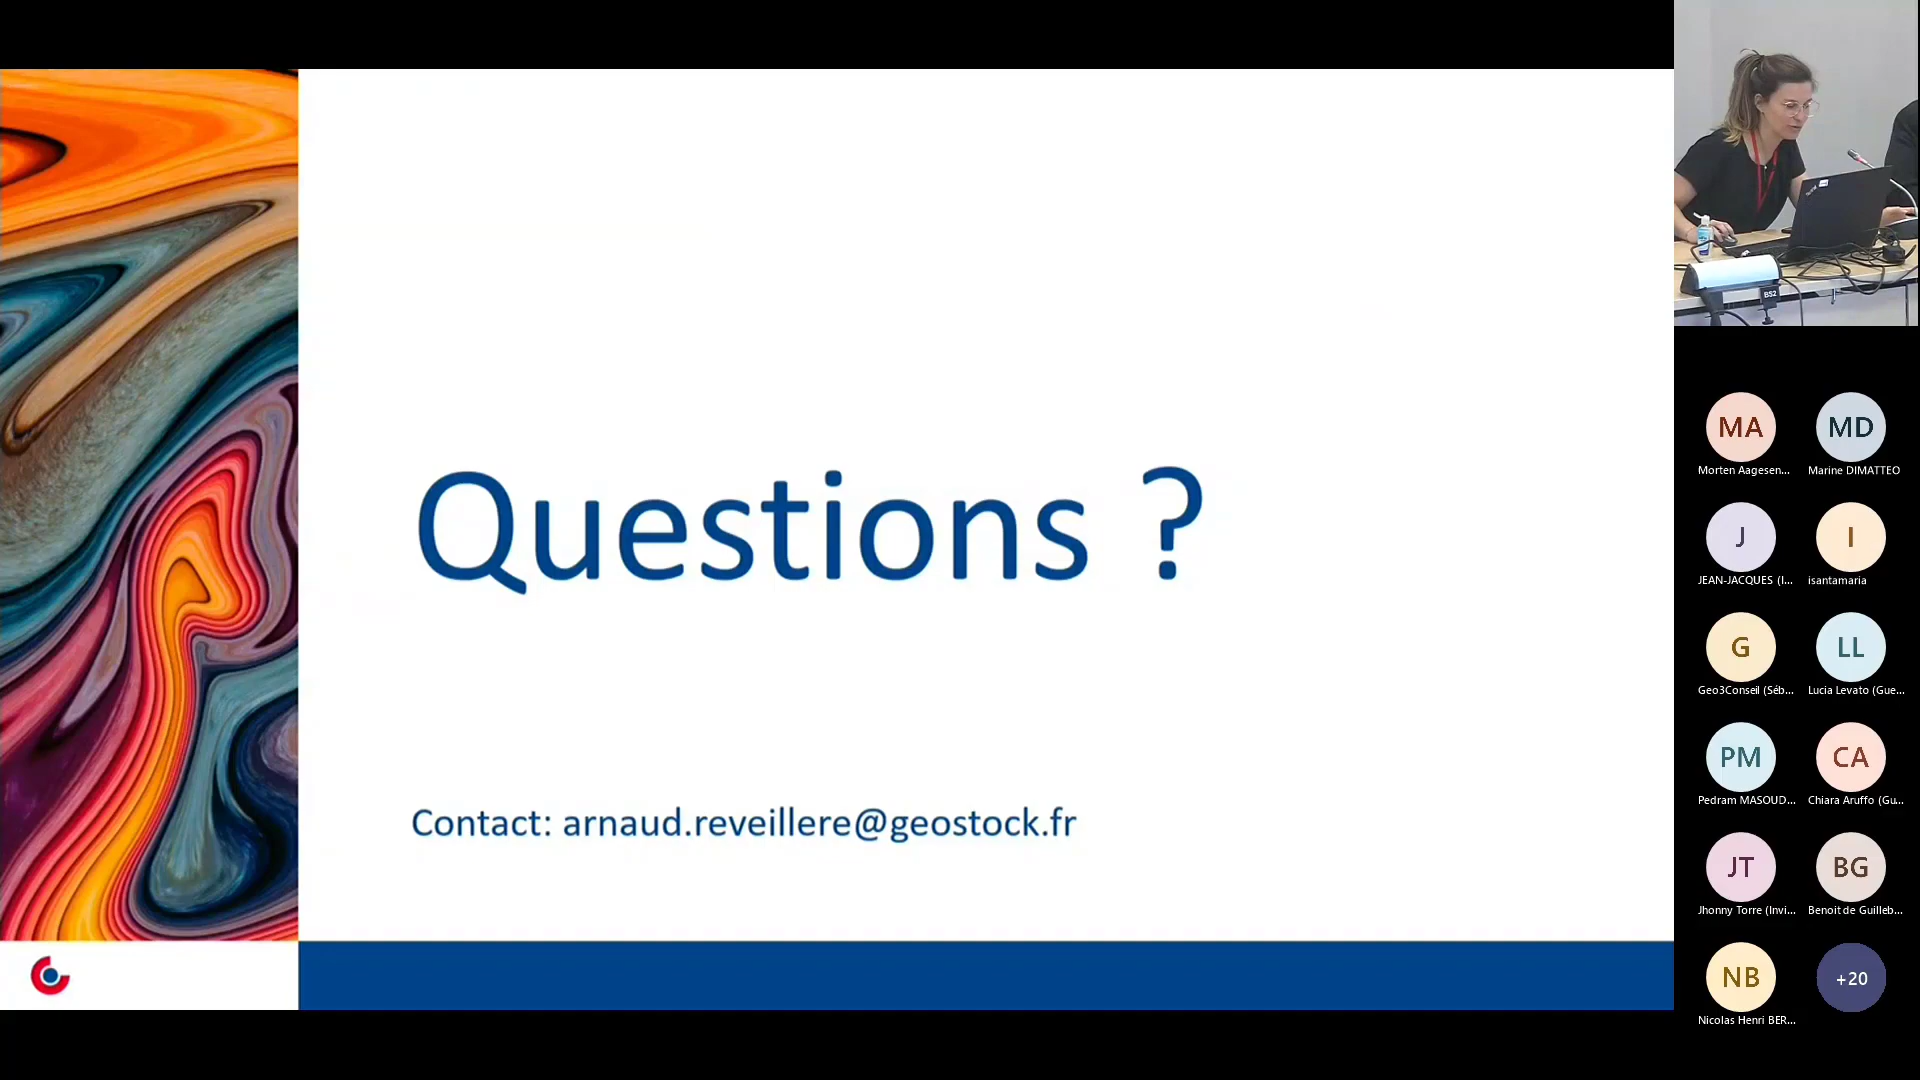 Questions ?
Contact: arnaud.reveillere@geostock.fr
B52
MA
MD
Morten Aagesen...
Marine DIMATTEO
J
I
JEAN-JACQUES (I...
isantamaria
G
LL
Geo3Conseil (Séb...
Lucia Levato (Gue...
PM
CA
Pedram MASOUD...
Chiara Aruffo (Gu...
JT
BG
Jhonny Torre (Invi...
Benoit de Guilleb...
NB
+20
Nicolas Henri BER...